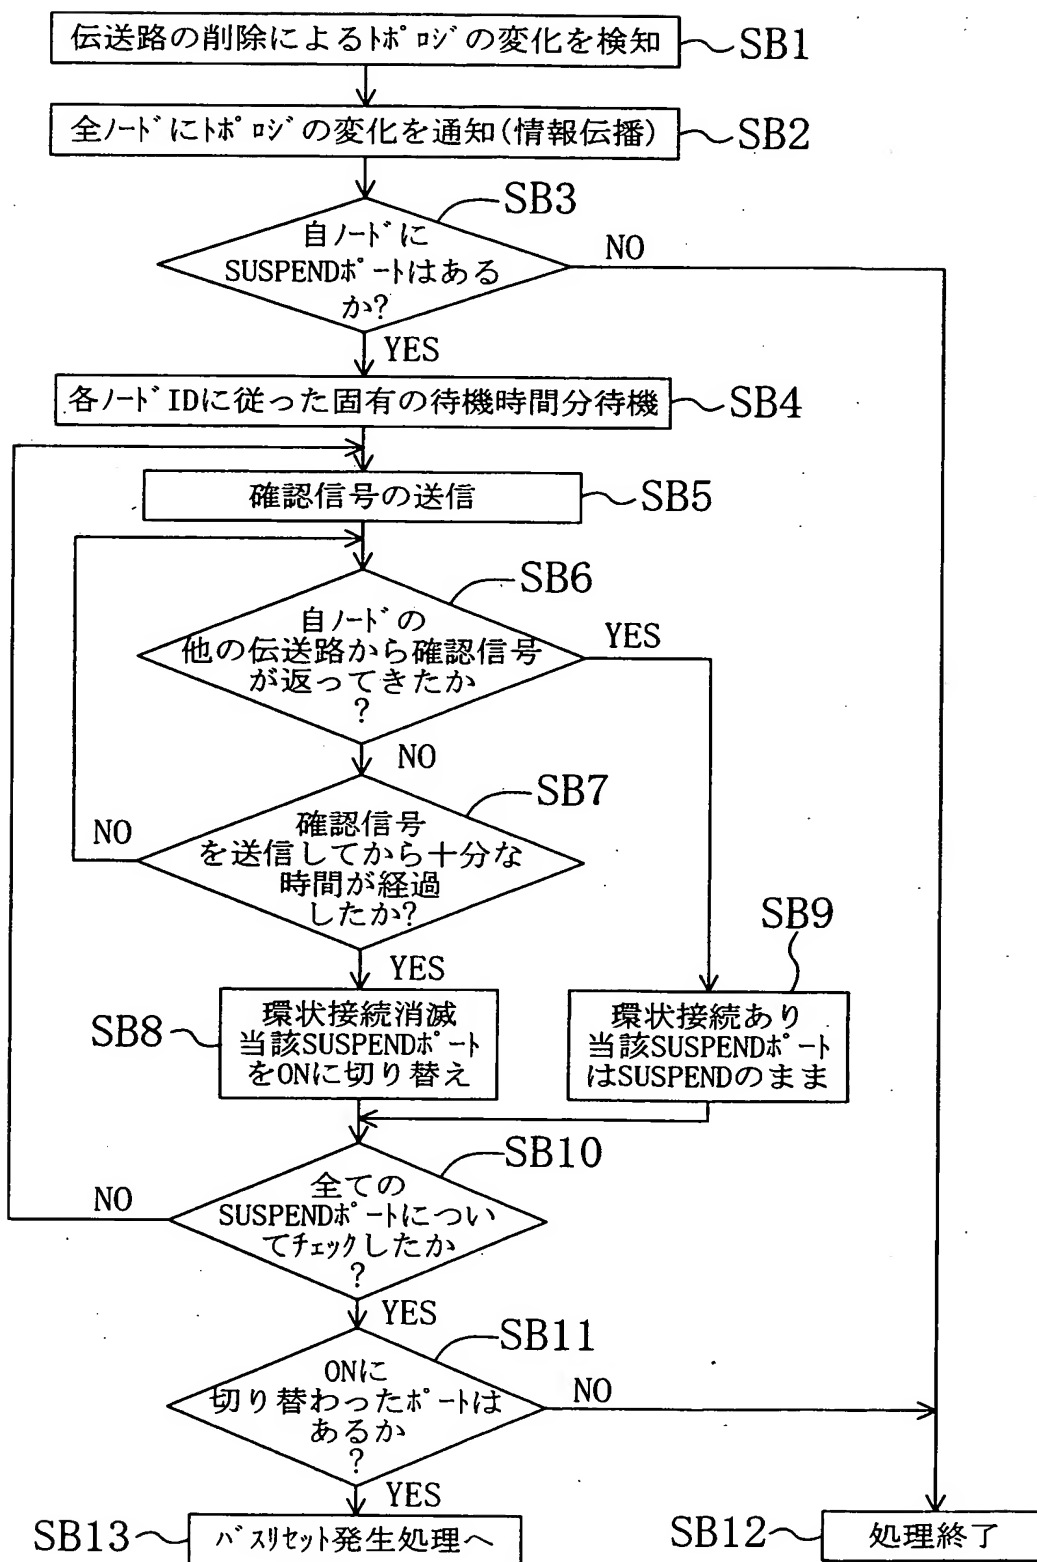 伝送路の削除によるﾄﾎﾟﾛｼﾞの変化を検知
SB1
全ﾉｰﾄﾞにﾄﾎﾟﾛｼﾞの変化を通知(情報伝播)
SB2
SB3
自ﾉｰﾄﾞに
SUSPENDﾎﾟｰﾄはある
か?
NO
YES
各ﾉｰﾄﾞIDに従った固有の待機時間分待機
SB4
確認信号の送信
SB5
SB6
自ﾉｰﾄﾞの
他の伝送路から確認信号
が返ってきたか
?
YES
NO
SB7
確認信号
を送信してから十分な
時間が経過
したか?
NO
YES
SB9
SB8
環状接続消滅
当該SUSPENDﾎﾟｰﾄ
をONに切り替え
環状接続あり
当該SUSPENDﾎﾟｰﾄ
はSUSPENDのまま
SB10
全ての
SUSPENDﾎﾟｰﾄについ
てﾁｪｯｸしたか
?
NO
YES
SB11
ONに
切り替わったﾎﾟｰﾄは
あるか
?
NO
YES
SB13
ﾊﾞｽﾘｾｯﾄ発生処理へ
SB12
処理終了